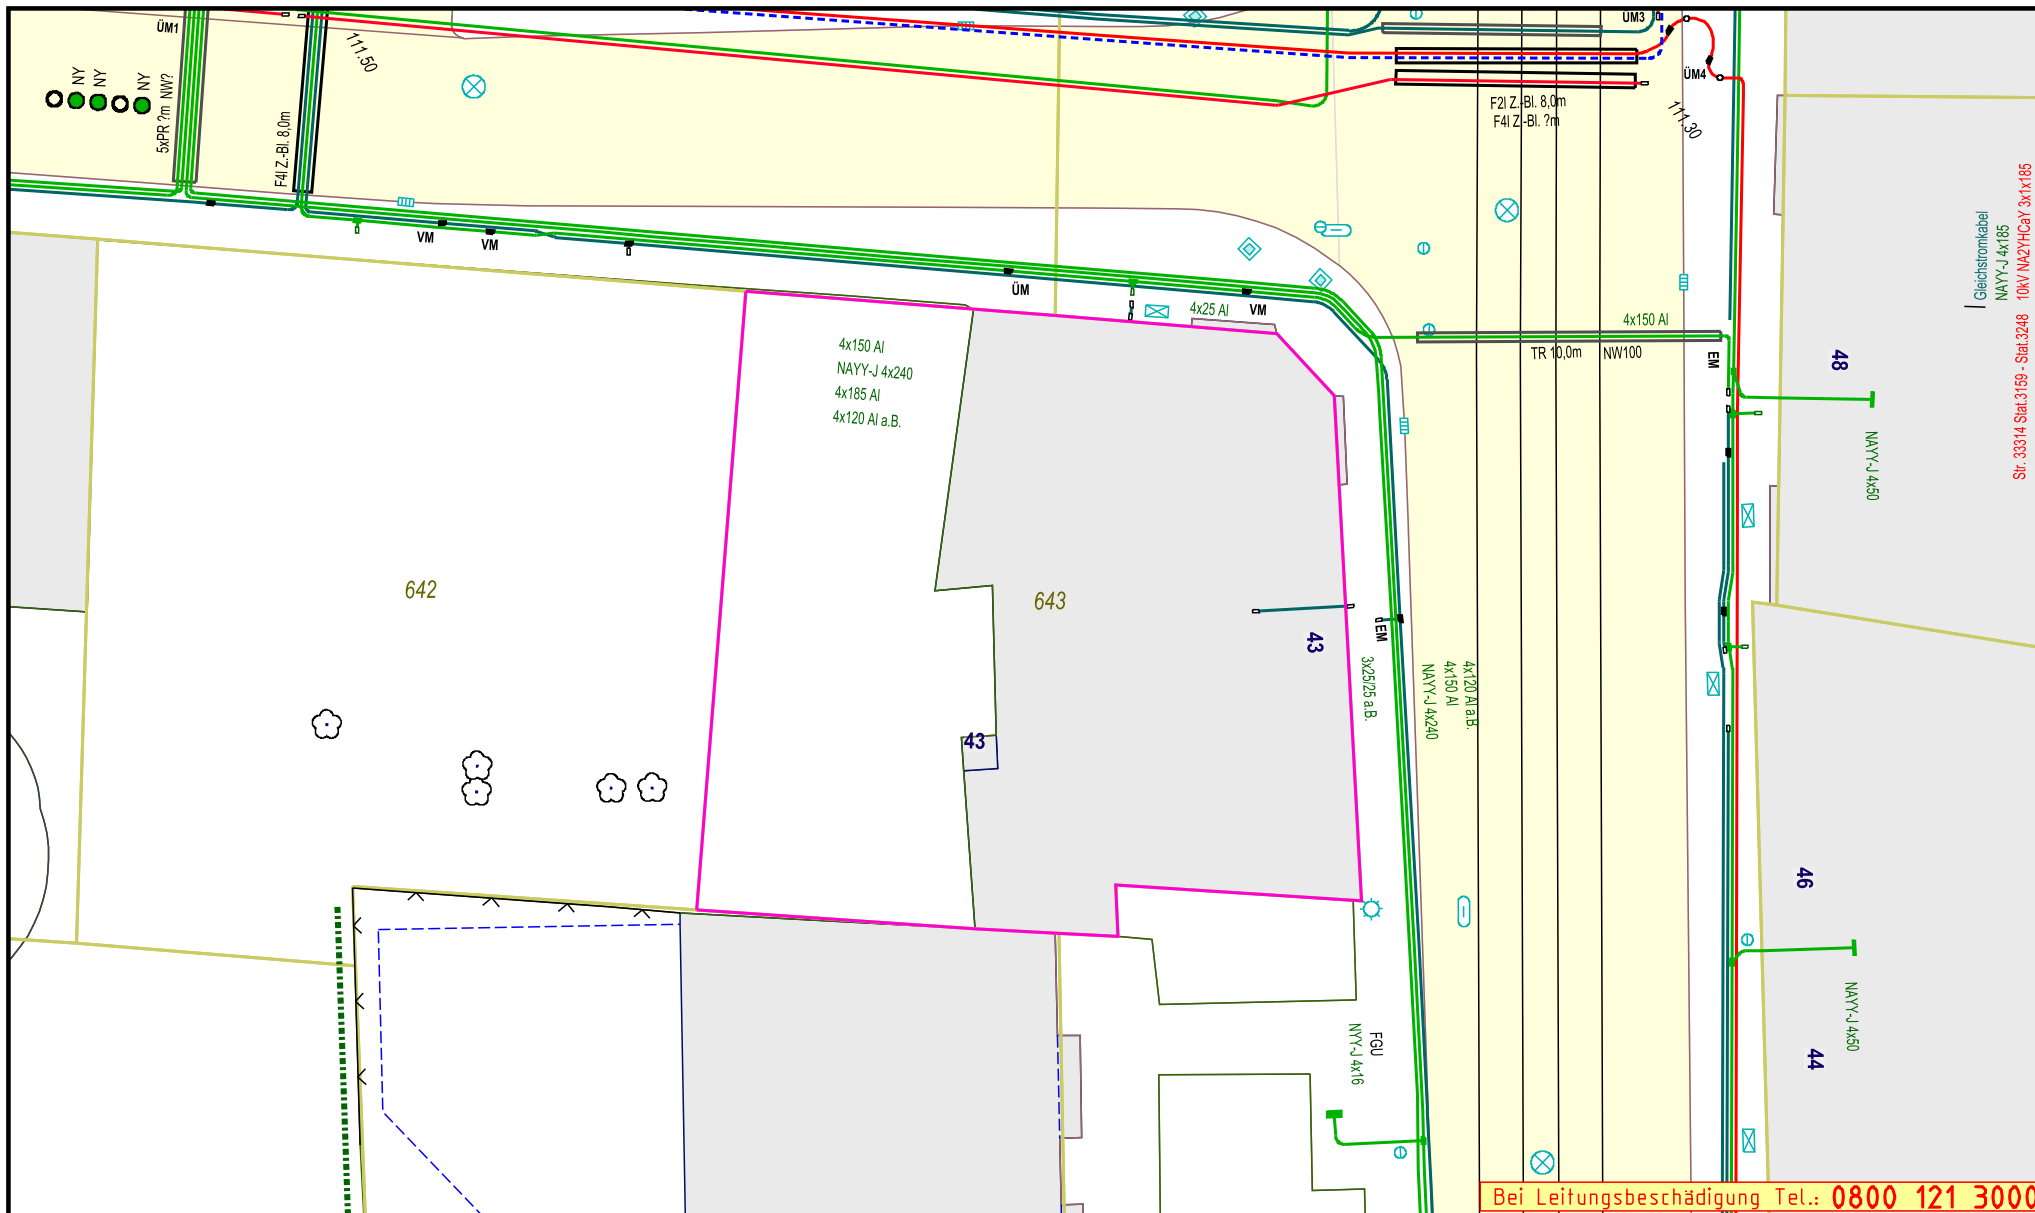 ÜM1
NY
NY
NY
5xPR ?m NW?
F4l Z.-Bl. 8,0m
111.50
ÜM3
ÜM4
F2l Z.-Bl. 8,0m
F4l Z.-Bl. ?m
111.30
VM
VM
ÜM
VM
4x25 Al
4x150 Al
TR 10,0m
NW100
EM
48
Gleichstromkabel
NAYY-J 4x185
10kV NA2YHCaY 3x1x185
Str. 33314 Stat.3159 - Stat.3248
NAYY-J 4x50
4x150 Al
NAYY-J 4x240
4x185 Al
4x120 Al a.B.
642
643
43
EM
3x25/25 a.B.
4x120 Al a.B.
4x150 Al
NAYY-J 4x240
43
46
NAYY-J 4x50
44
FGU
NYY-J 4x16
Bei Leitungsbeschädigung Tel.: 0800 121 3000